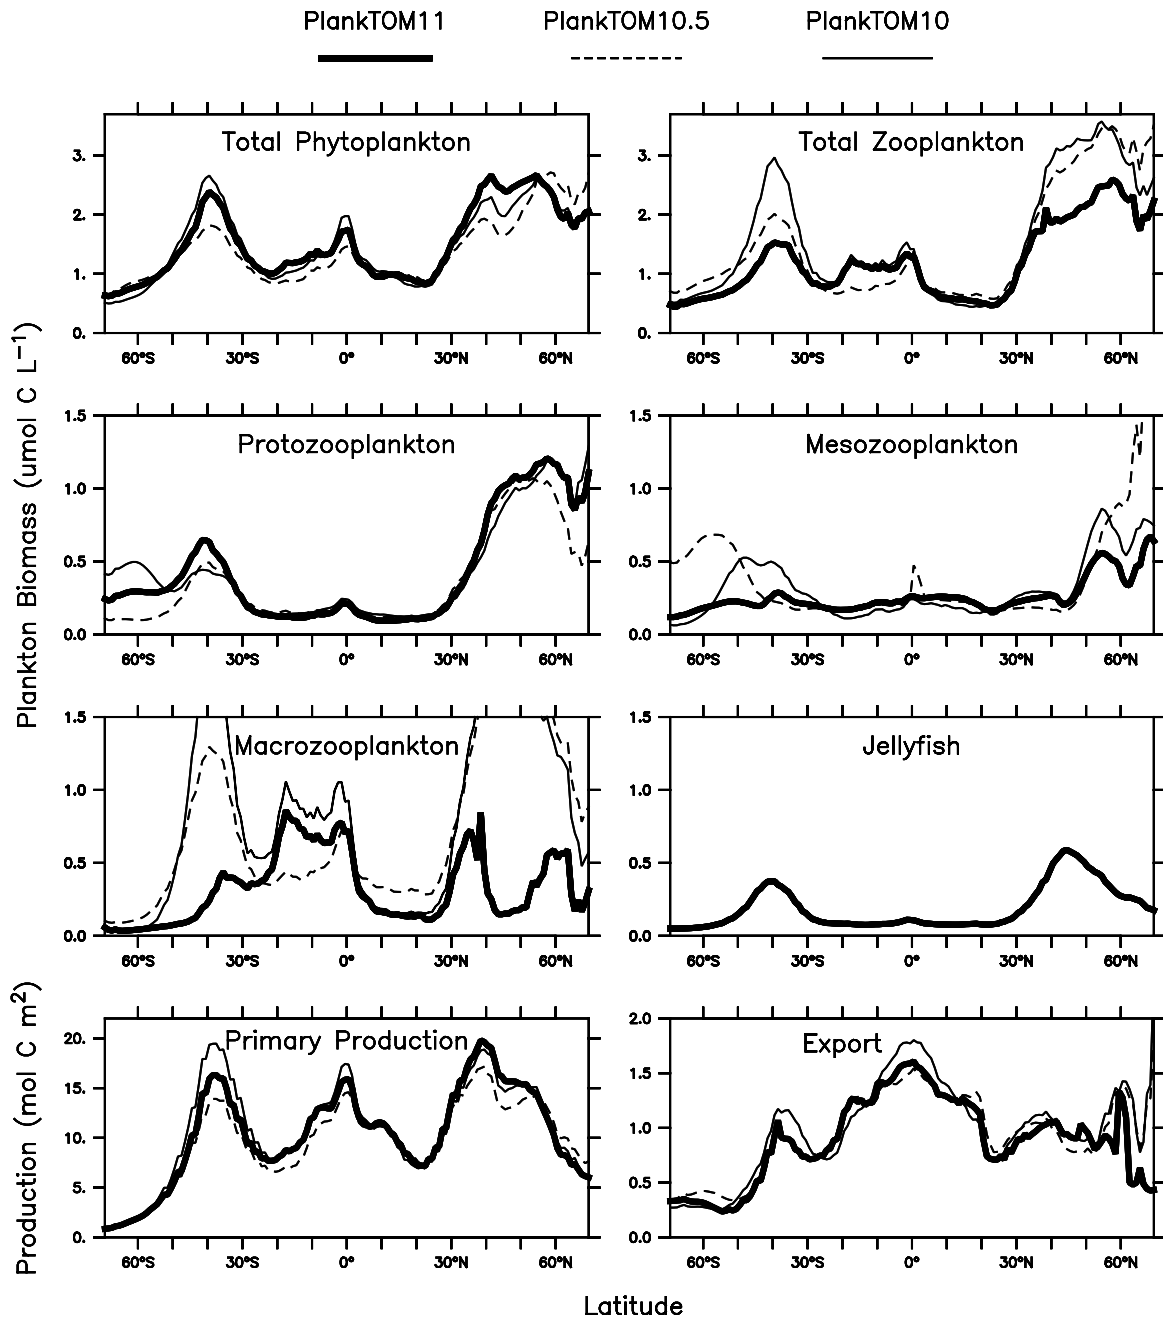 PlankTOM11 PlankTOM10.5 PlankTOM10
Total Phytoplankton
3.
2.
1.
0.
60°S 30°S 0° 30°N 60°N
Total Zooplankton
3.
2.
1.
0.
60°S 30°S 0° 30°N 60°N
Plankton Biomass (umol C L⁻¹)
Protozooplankton
1.5
1.0
0.5
0.0
60°S 30°S 0° 30°N 60°N
Mesozooplankton
1.5
1.0
0.5
0.0
60°S 30°S 0° 30°N 60°N
Macrozooplankton
1.5
1.0
0.5
0.0
60°S 30°S 0° 30°N 60°N
Jellyfish
1.5
1.0
0.5
0.0
60°S 30°S 0° 30°N 60°N
Production (mol C m²)
Primary Production
20.
15.
10.
5.
0.
60°S 30°S 0° 30°N 60°N
Export
2.0
1.5
1.0
0.5
0.0
60°S 30°S 0° 30°N 60°N
Latitude